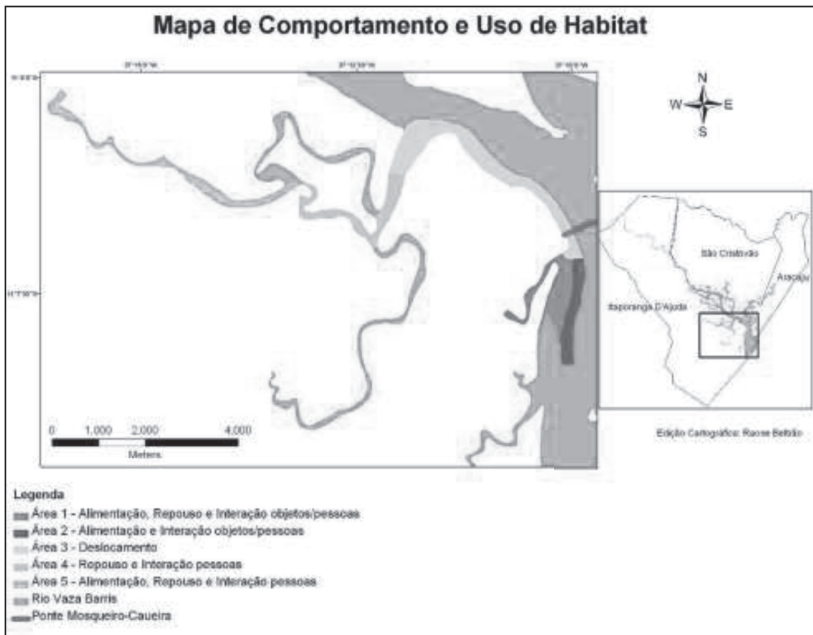 Mapa de Comportamento e Uso de Habitat
N
W E
S
São Cristóvão
Aracaju
Itaporanga D'Ajuda
0 1.000 2.000 4.000
Meters
Edição Cartográfica:
Legenda
Área 1 - Alimentação, Repouso e Interação objetos/pessoas
Área 2 - Alimentação e Interação objetos/pessoas
Área 3 - Deslocamento
Área 4 - Repouso e Interação pessoas
Área 5 - Alimentação, Repouso e Interação pessoas
Rio Vaza Barris
Ponte Mosqueiro-Caueira